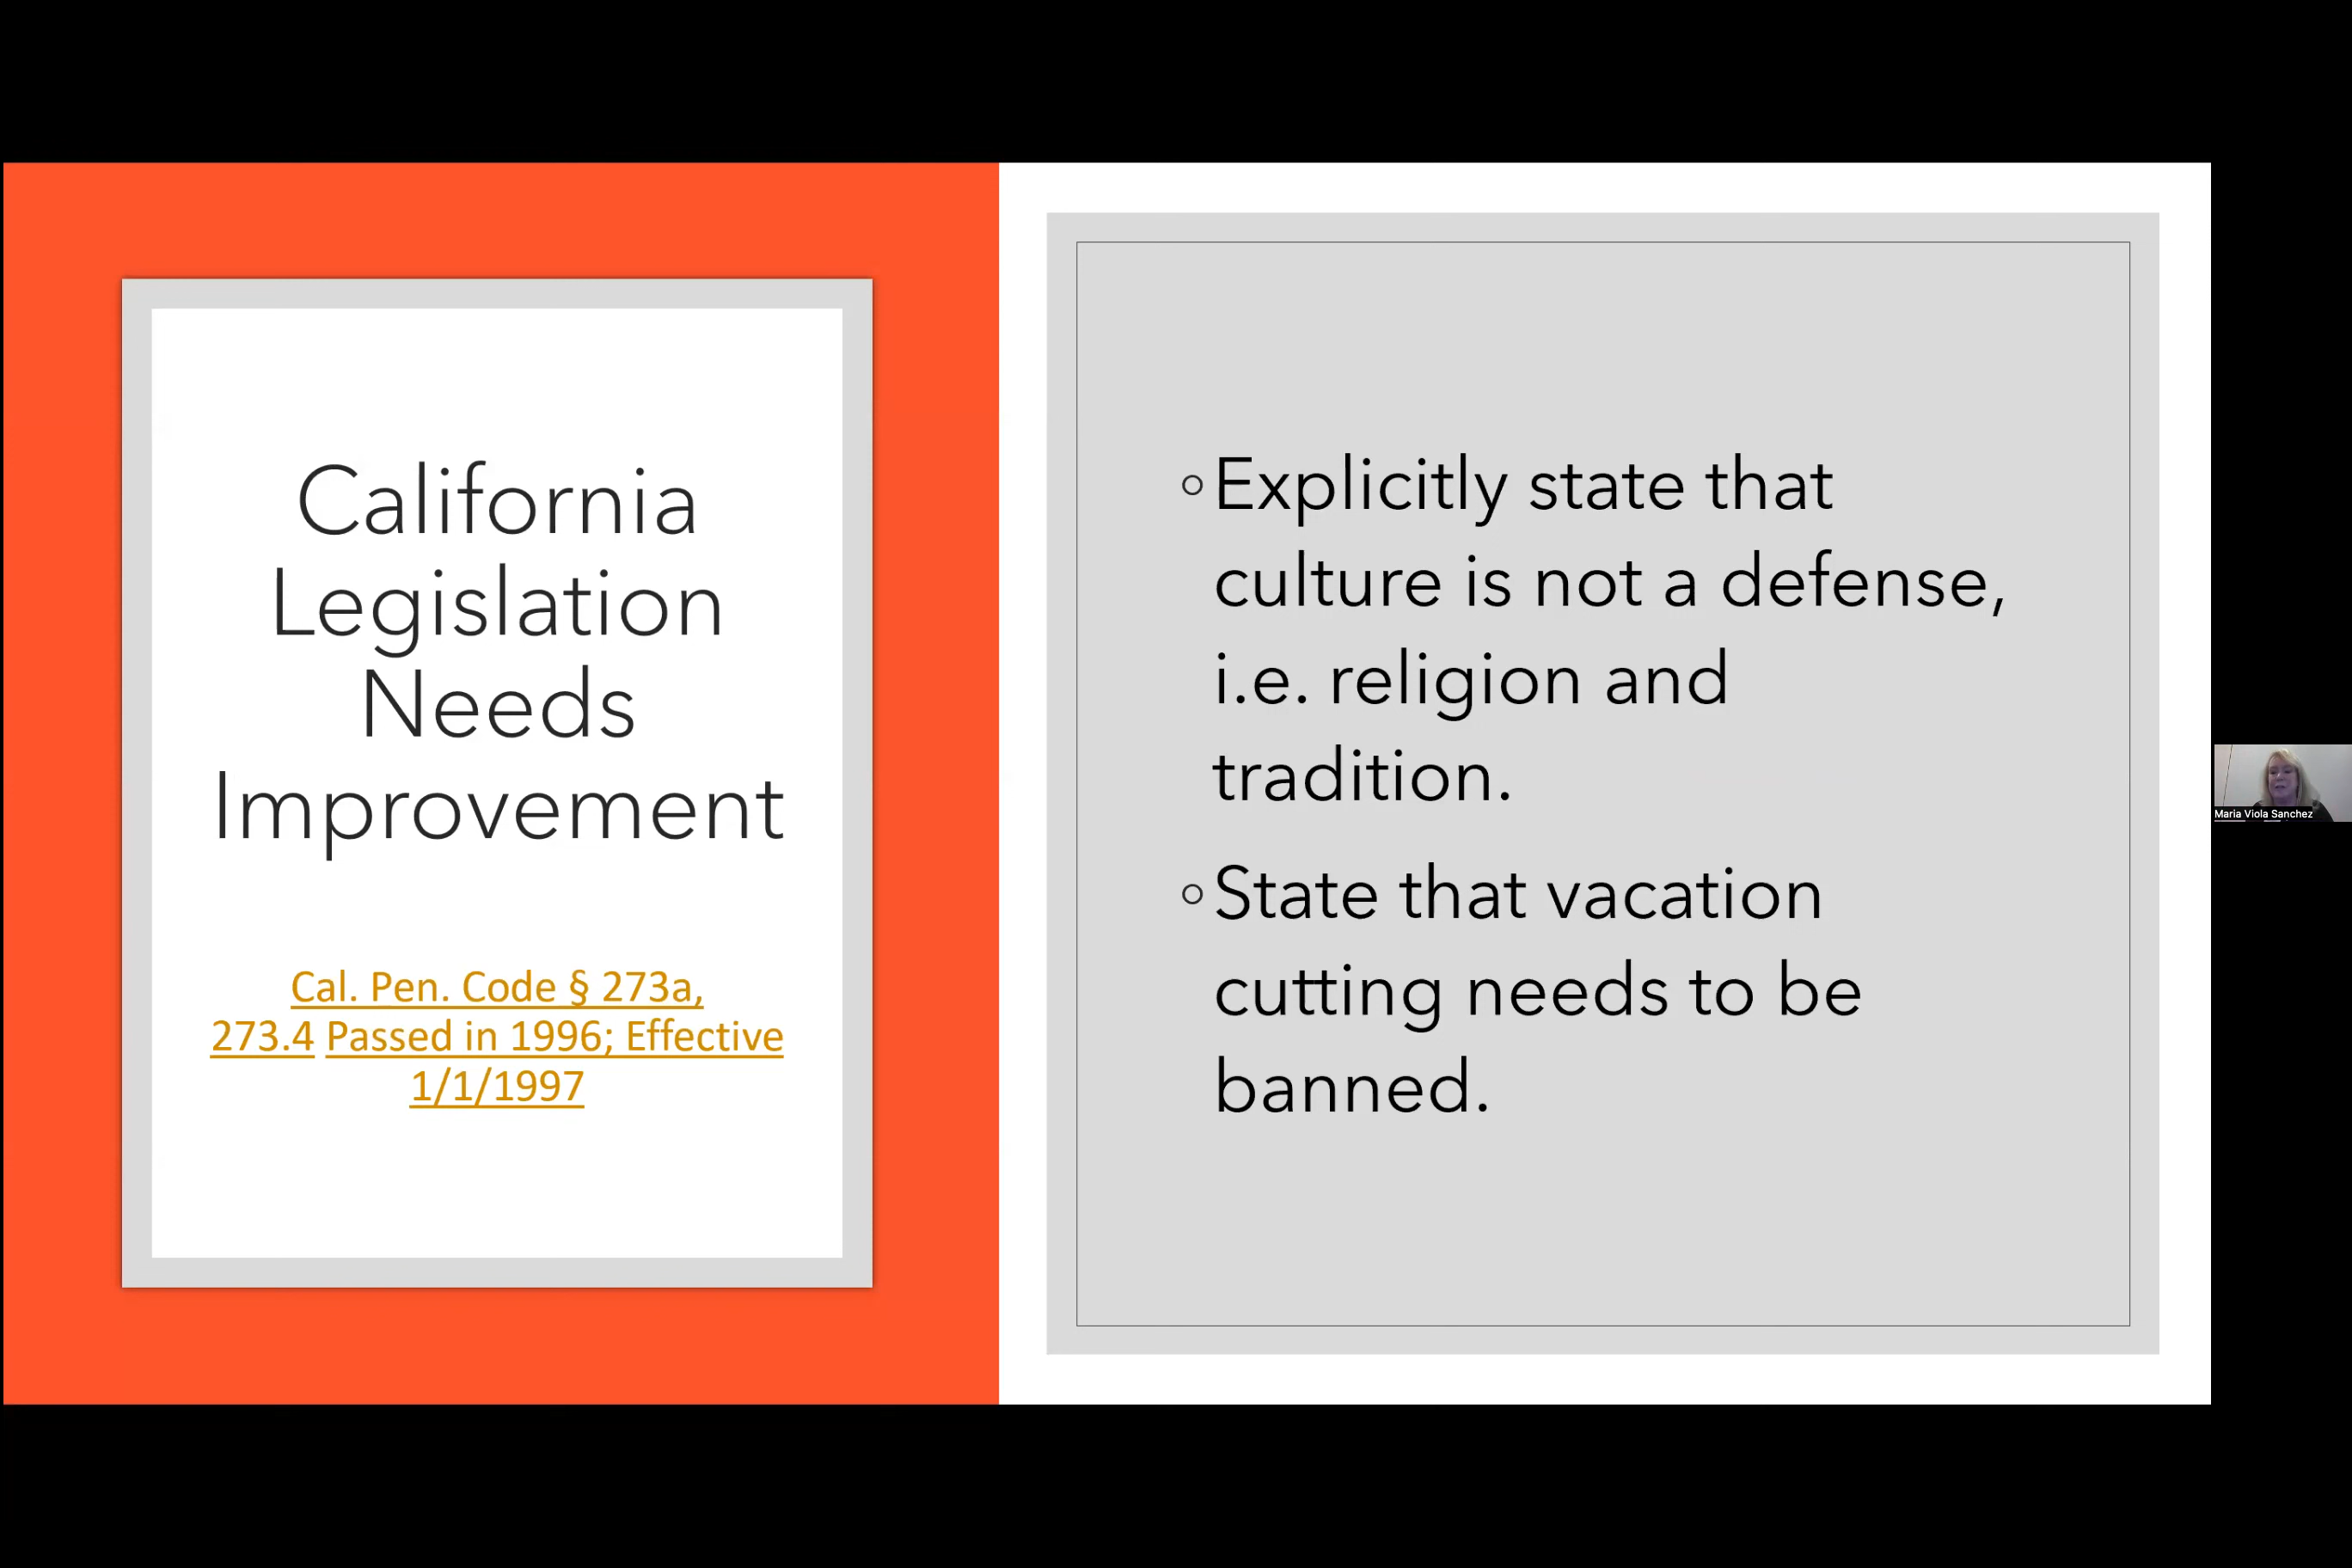 California
Legislation
Needs
Improvement
Cal. Pen. Code § 273a,
273.4 Passed in 1996; Effective
1/1/1997
◦Explicitly state that
culture is not a defense,
i.e. religion and
tradition.
◦State that vacation
cutting needs to be
banned.
Maria Viola Sanchez